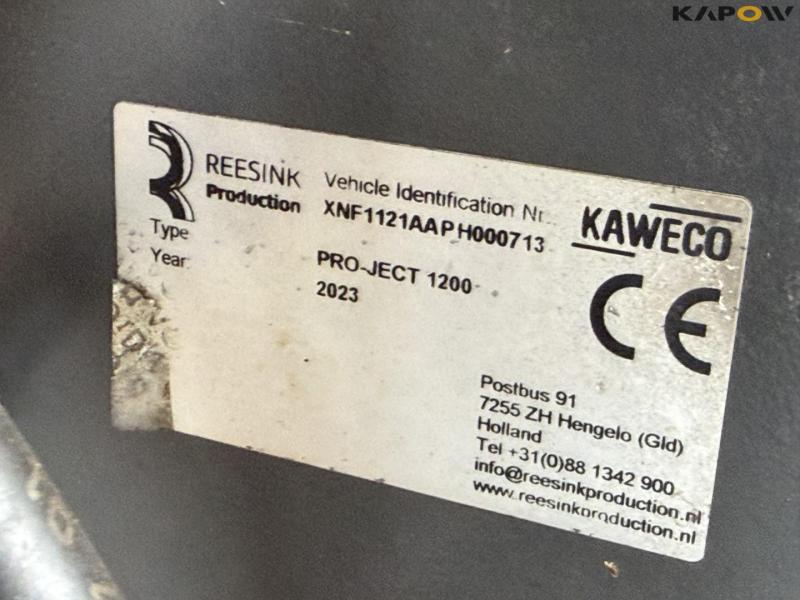 KAPOW
REESINK
Production
Vehicle Identification Nr.
XNF1121AAPH000713
KAWECO
Type
PRO-JECT 1200
Year
2023
CE
Postbus 91
7255 ZH Hengelo (Gld)
Holland
Tel +31(0)88 1342 900
info@reesinkproduction.nl
www.reesinkproduction.nl